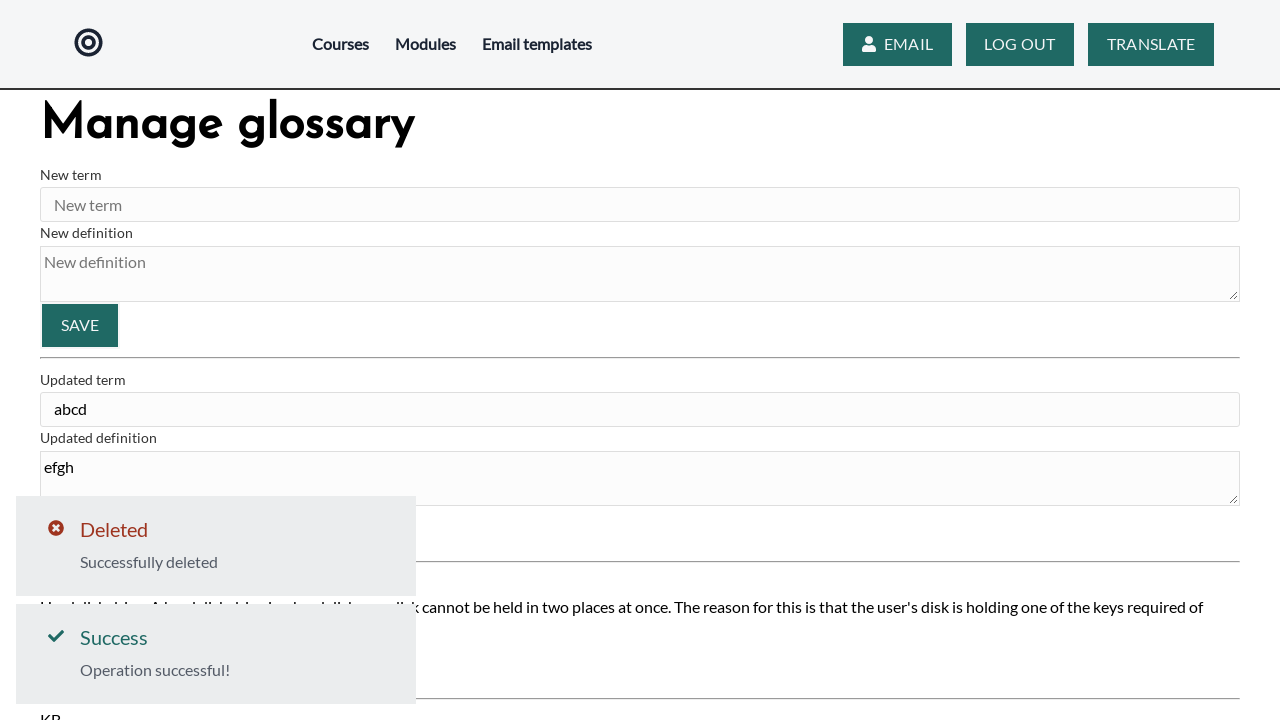 Courses
Modules
Email templates
EMAIL
LOG OUT
TRANSLATE
Manage glossary
New term
New term
New definition
New definition
SAVE
Updated term
abcd
Updated definition
efgh
Deleted
Successfully deleted
cannot be held in two places at once. The reason for this is that the user's disk is holding one of the keys required of
Success
Operation successful!
KB